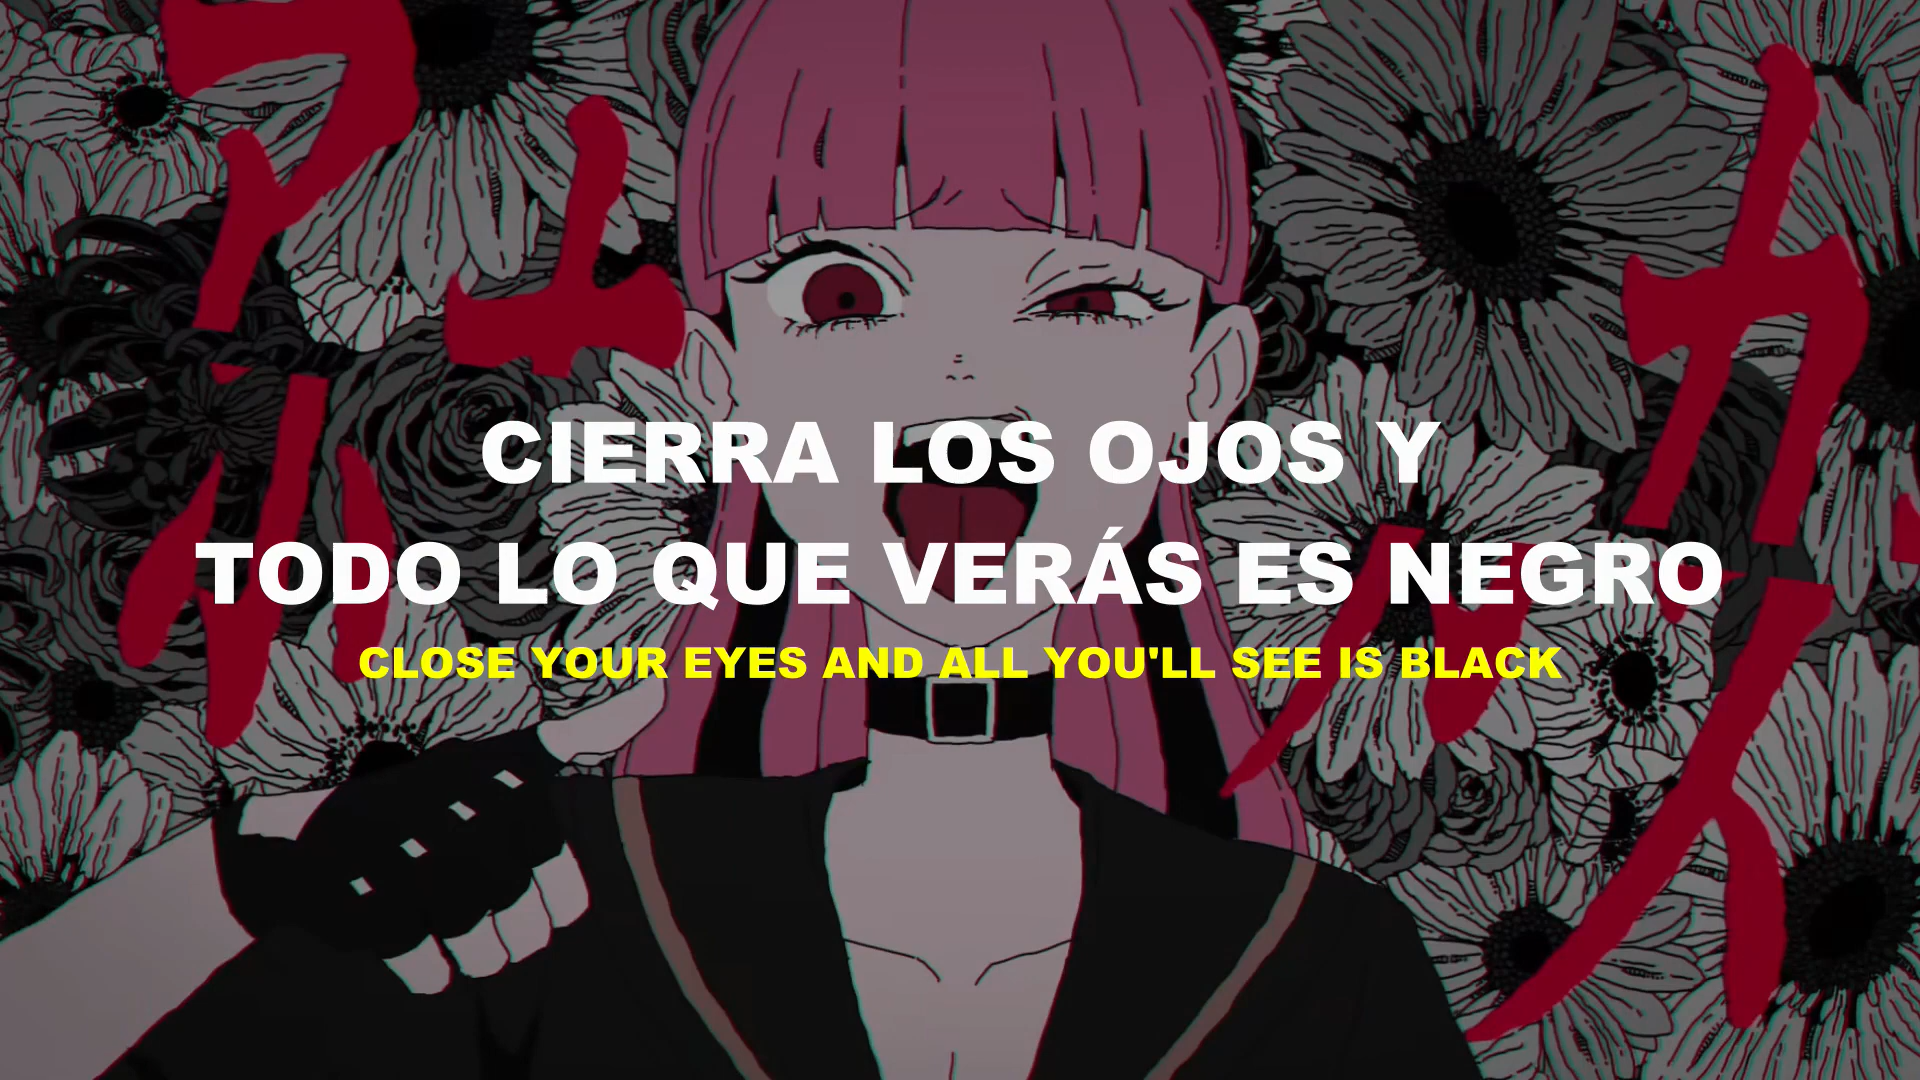 CIERRA LOS OJOS Y
TODO LO QUE VERÁS ES NEGRO
CLOSE YOUR EYES AND ALL YOU'LL SEE IS BLACK